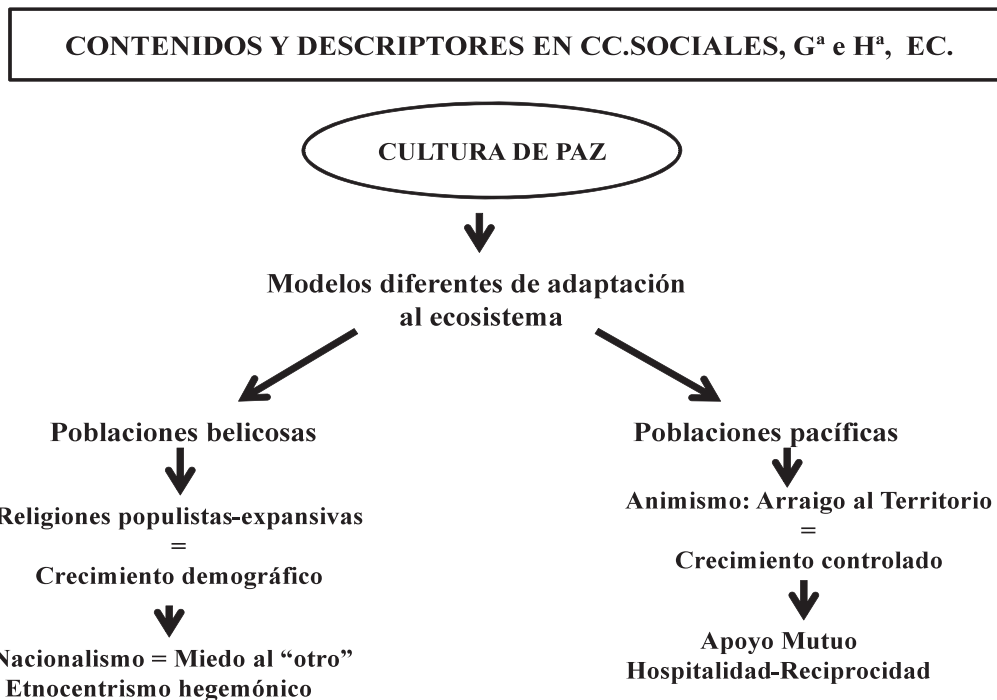 CONTENIDOS Y DESCRIPTORES EN CC.SOCIALES, Gª e Hª, EC.
CULTURA DE PAZ
Modelos diferentes de adaptación
al ecosistema
Poblaciones belicosas
Poblaciones pacíficas
Religiones populistas-expansivas
=
Crecimiento demográfico
Animismo: Arraigo al Territorio
=
Crecimiento controlado
Nacionalismo = Miedo al “otro”
Etnocentrismo hegemónico
Apoyo Mutuo
Hospitalidad-Reciprocidad